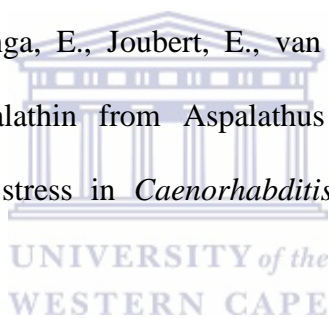 nga, E., Joubert, E., van
alathin from Aspalathus
stress in Caenorhabditis
UNIVERSITY of the
WESTERN CAPE